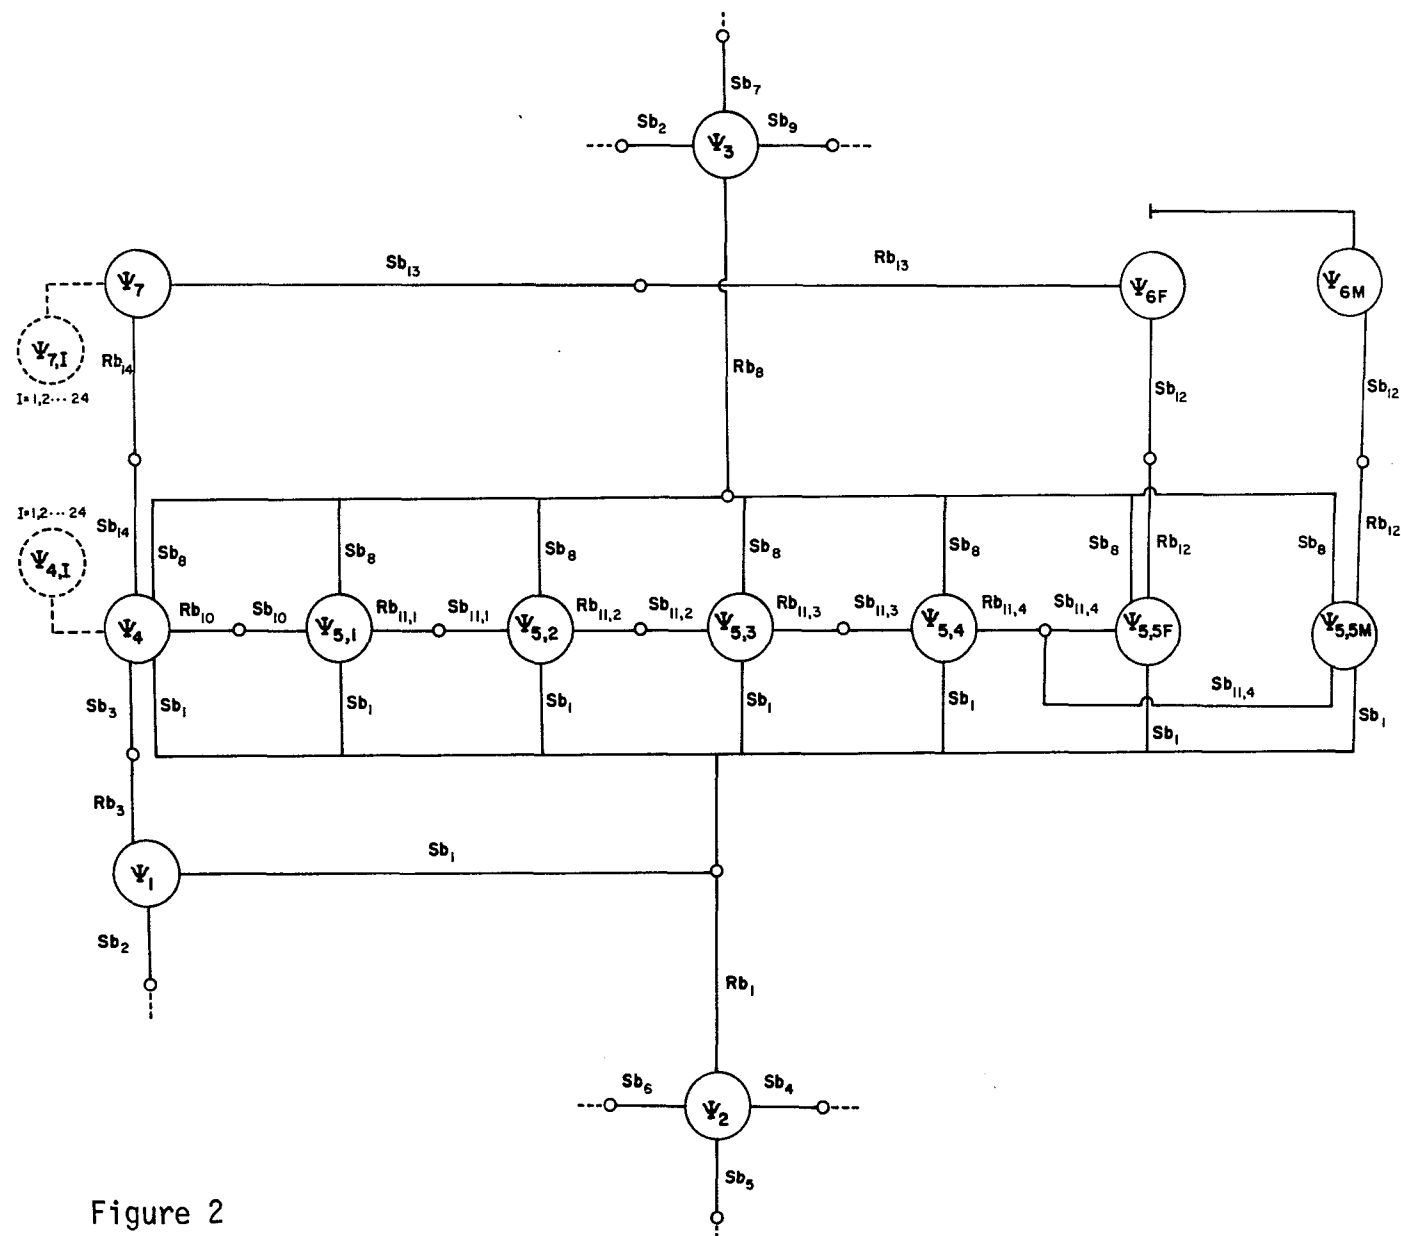 Sb₇
Sb₂ Sb₉
Ψ₃
Sb₁₃ Rb₁₃
Ψ₇ Ψ₆F Ψ₆M
Ψ₇,I Rb₁₄ Rb₈
I=1,2··· 24
Sb₁₂ Sb₁₂
I=1,2··· 24
Sb₁₄ Sb₈ Sb₈ Sb₈ Sb₈ Sb₈ Sb₈ Rb₁₂ Sb₈ Rb₁₂
Ψ₄,I
Rb₁₀ Sb₁₀ Rb₁₁,₁ Sb₁₁,₁ Rb₁₁,₂ Sb₁₁,₂ Rb₁₁,₃ Sb₁₁,₃ Rb₁₁,₄ Sb₁₁,₄
Ψ₄ Ψ₅,₁ Ψ₅,₂ Ψ₅,₃ Ψ₅,₄ Ψ₅,₅F Ψ₅,₅M
Sb₁₁,₄
Sb₃ Sb₁ Sb₁ Sb₁ Sb₁ Sb₁ Sb₁ Sb₁
Rb₃
Sb₁
Ψ₁
Sb₂
Rb₁
Sb₆ Sb₄
Ψ₂
Sb₅
Figure 2